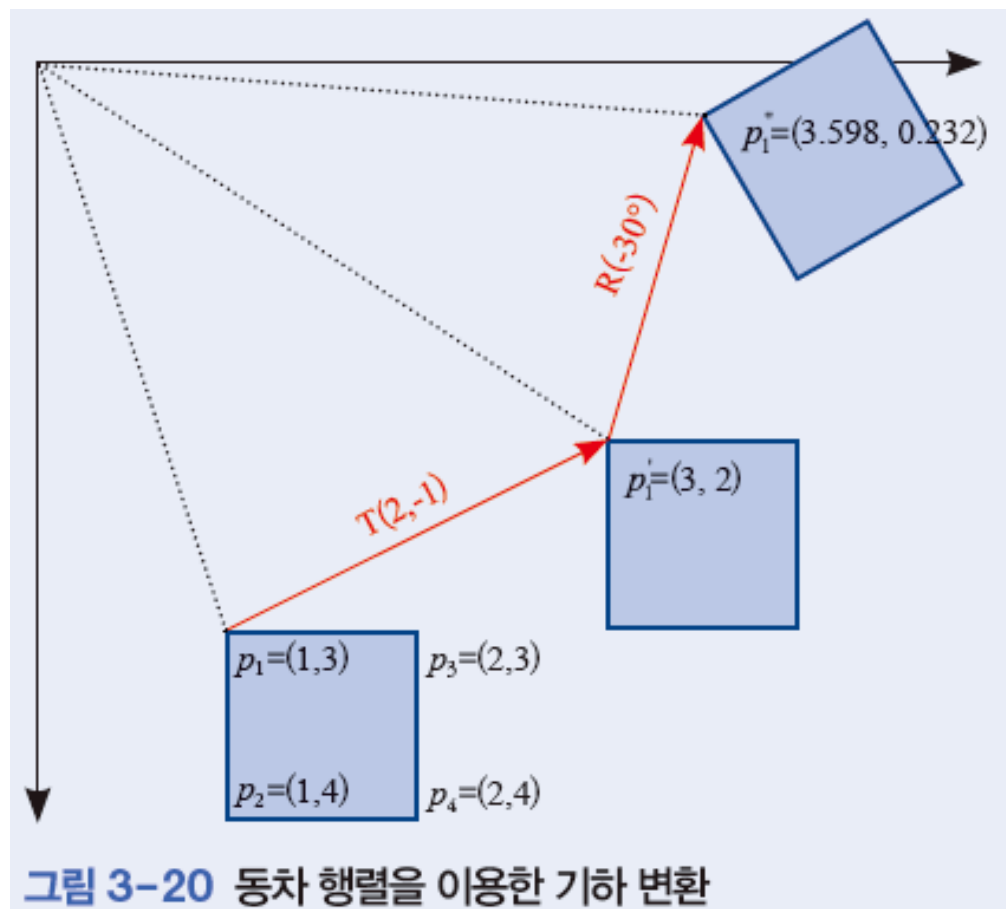 p₁″=(3.598, 0.232)
R(-30°)
p₁′=(3, 2)
T(2,-1)
p₁=(1,3) p₃=(2,3)
p₂=(1,4) p₄=(2,4)
그림 3-20 동차 행렬을 이용한 기하 변환